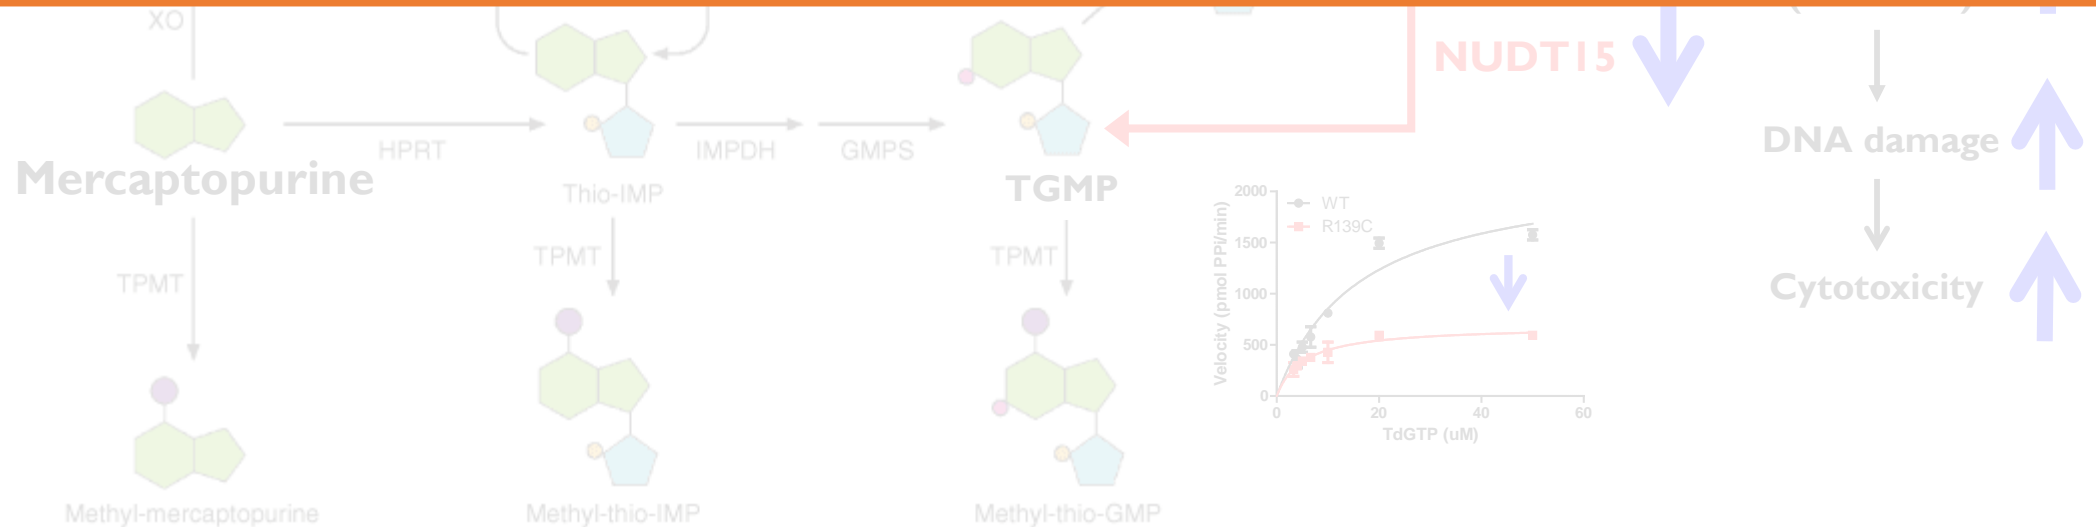 XO
NUDT15
HPRT
IMPDH
GMPS
DNA damage
Mercaptopurine
Thio-IMP
TGMP
TPMT
TPMT
TPMT
2000
1500
1000
500
0
WT
R139C
Velocity (pmol PPi/min)
0
20
40
60
TdGTP (uM)
Cytotoxicity
Methyl-mercaptopurine
Methyl-thio-IMP
Methyl-thio-GMP